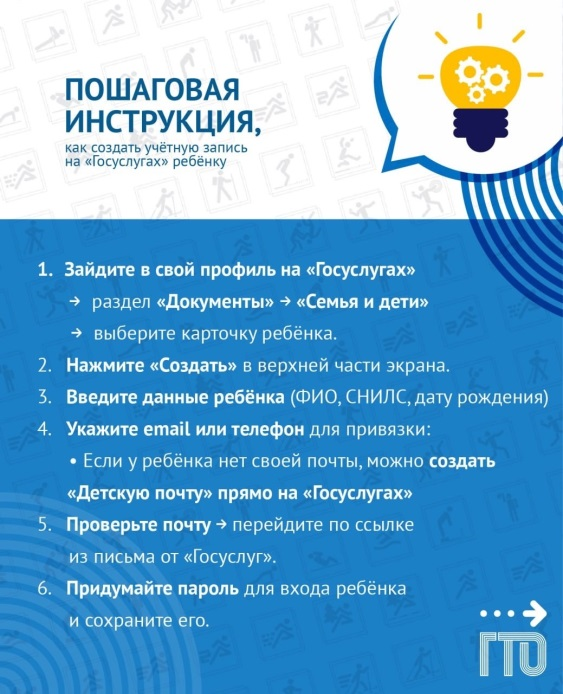 ПОШАГОВАЯ
ИНСТРУКЦИЯ,
как создать учётную запись
на «Госуслугах» ребёнку
1. Зайдите в свой профиль на «Госуслугах»
→ раздел «Документы» → «Семья и дети»
→ выберите карточку ребёнка.
2. Нажмите «Создать» в верхней части экрана.
3. Введите данные ребёнка (ФИО, СНИЛС, дату рождения)
4. Укажите email или телефон для привязки:
• Если у ребёнка нет своей почты, можно создать
«Детскую почту» прямо на «Госуслугах»
5. Проверьте почту → перейдите по ссылке
из письма от «Госуслуг».
6. Придумайте пароль для входа ребёнка
и сохраните его.
ГТО